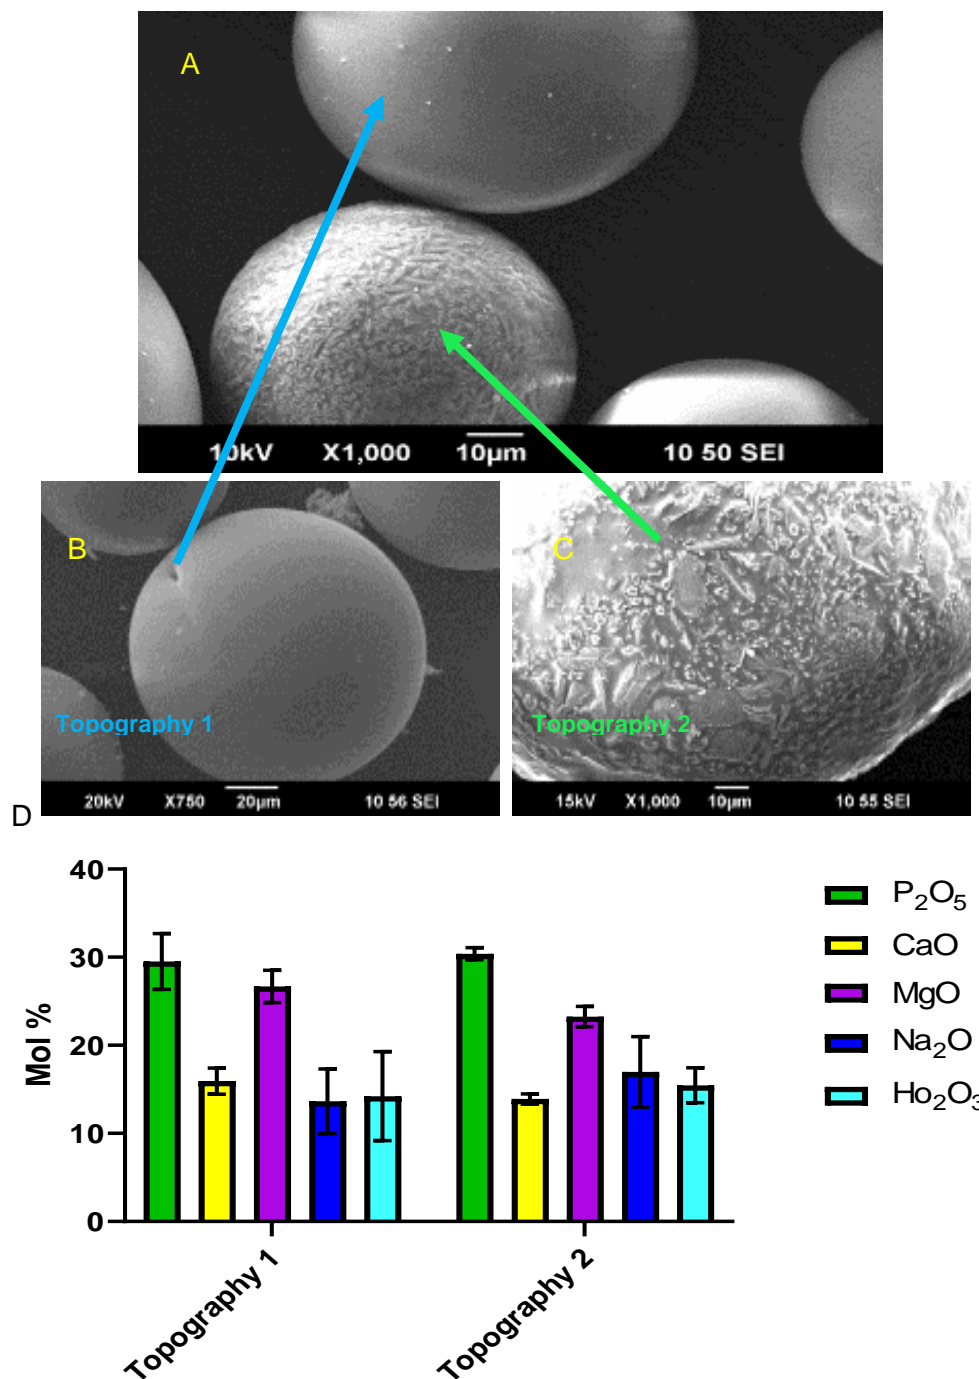 A
10kV X1,000 10µm 10 50 SEI
B
C
Topography 1
Topography 2
20kV X750 20µm 10 56 SEI
15kV X1,000 10µm 10 55 SEI
D
40
30
20
10
0
Mol %
Topography 1
Topography 2
P2O5
CaO
MgO
Na2O
Ho2O3